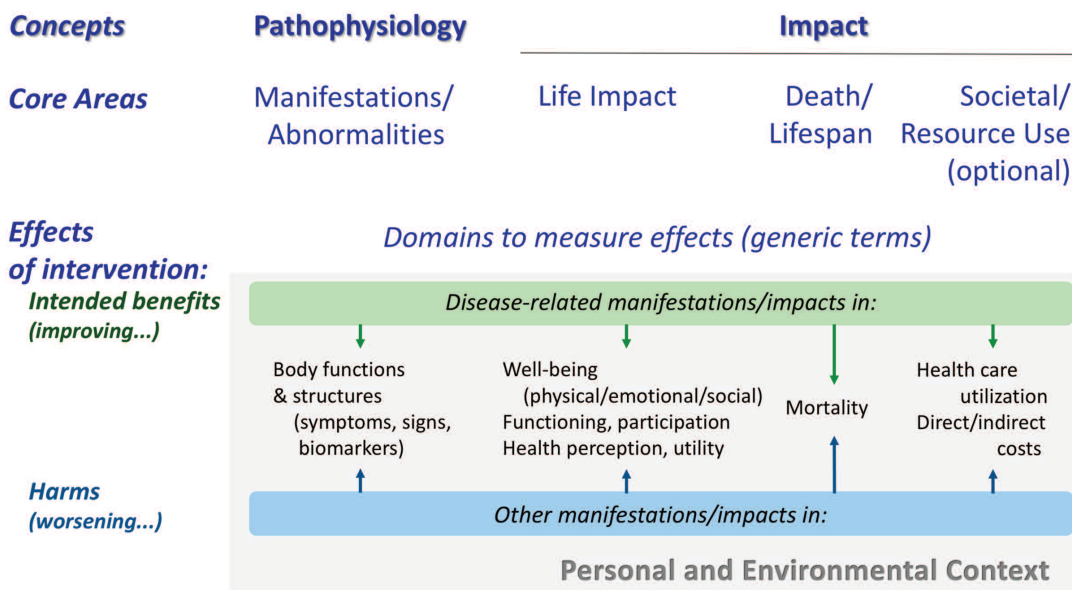 Concepts Pathophysiology Impact
Core Areas Manifestations/ Life Impact Death/ Societal/
Abnormalities Lifespan Resource Use
(optional)
Effects
of intervention:
Domains to measure effects (generic terms)
Intended benefits
(improving...)
Disease-related manifestations/impacts in:
Body functions
& structures
(symptoms, signs,
biomarkers)
Well-being
(physical/emotional/social)
Functioning, participation
Health perception, utility
Mortality
Health care
utilization
Direct/indirect
costs
Harms
(worsening...)
Other manifestations/impacts in:
Personal and Environmental Context